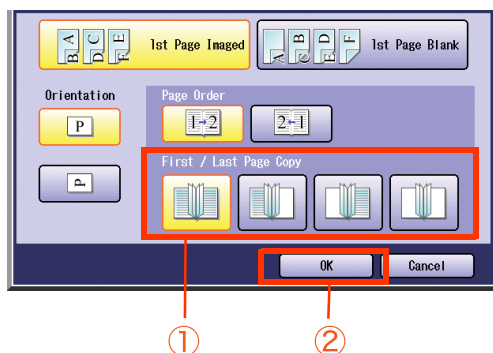 B A D C F E 1st Page Imaged A C B E D F 1st Page Blank
Orientation Page Order
P 1→2 2←1
First / Last Page Copy
P
OK Cancel
① ②